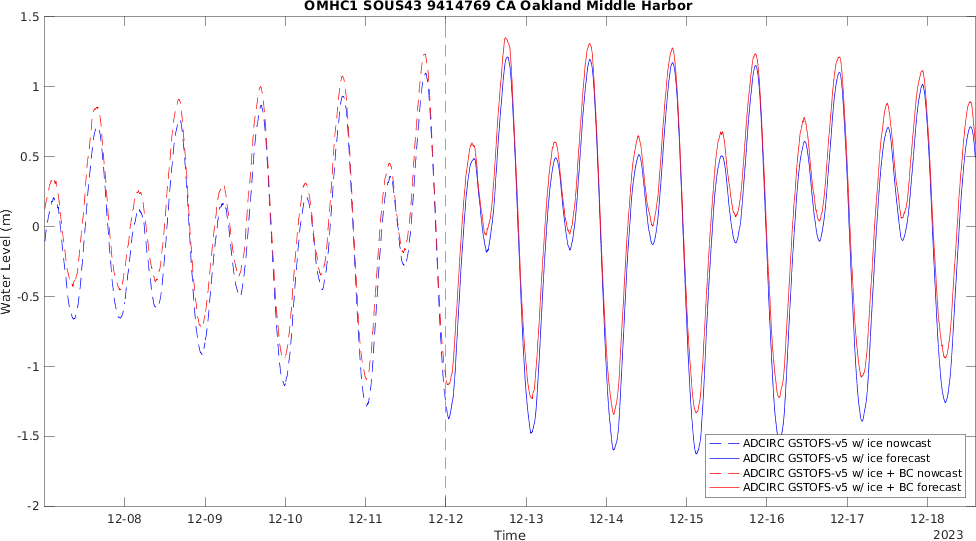 OMHC1 SOUS43 9414769 CA Oakland Middle Harbor
1.5
1
0.5
0
-0.5
-1
-1.5
-2
Water Level (m)
12-08
12-09
12-10
12-11
12-12
12-13
12-14
12-15
12-16
12-17
12-18
Time
2023
ADCIRC GSTOFS-v5 w/ ice nowcast
ADCIRC GSTOFS-v5 w/ ice forecast
ADCIRC GSTOFS-v5 w/ ice + BC nowcast
ADCIRC GSTOFS-v5 w/ ice + BC forecast